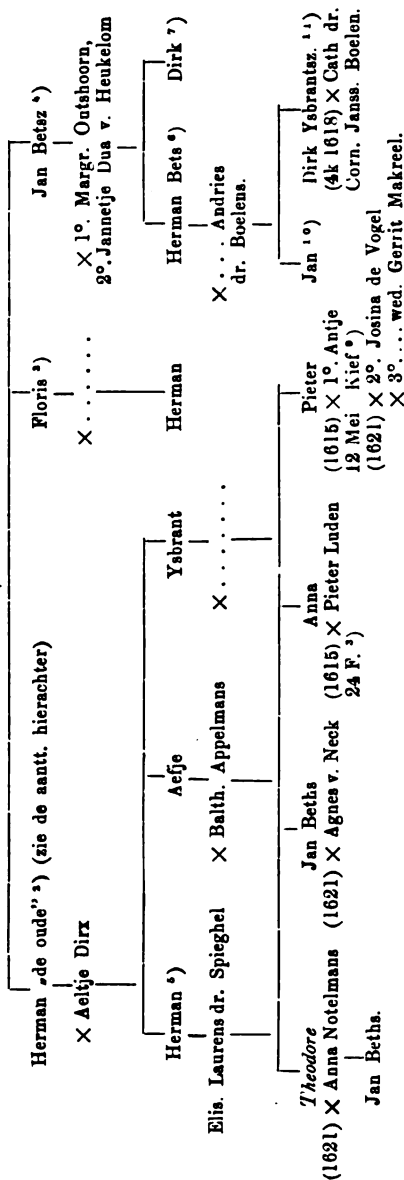 Herman „de oude" ²) (zie de aantt. hierachter)
Floris ³)
Jan Betsz ⁴)
× Aeltje Dirx
× . . . . . . .
× 1°. Margr. Outshoorn,
2°. Jannetje Dua v. Heukelom
Herman ⁵)
Aefje
Ysbrant
Herman
Herman Bets ⁶)
Dirk ⁷)
Elis. Laurens dr. Spieghel
× Balth. Appelmans
× . . . . . . . .
× . . . Andries
dr. Boelens.
Theodore
(1621) × Anna Notelmans
Jan Beths.
Jan Beths
(1621) × Agnes v. Neck
Anna
(1615) × Pieter Luden
24 F. ³)
Pieter
(1615) × 1°. Antje
12 Mei Kief ⁹)
(1621) × 2°. Josina de Vogel
× 3°. . . . . wed. Gerrit Makreel.
Jan ¹⁰)
Dirk Ysbrantsz. ¹¹)
(4k 1618) × Cath dr.
Corn. Janss. Boelen.